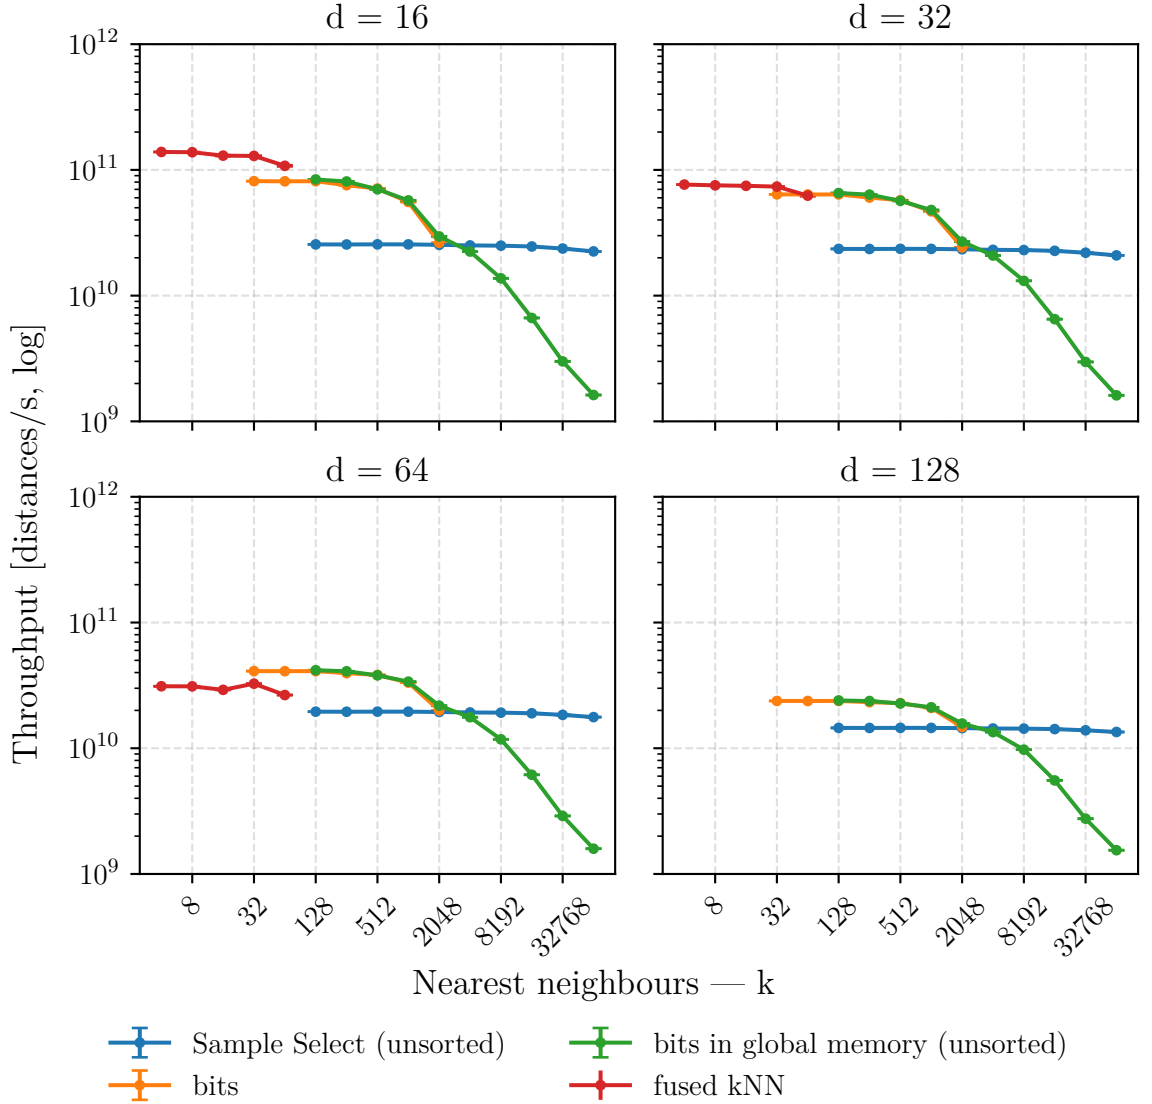 d = 16
d = 32
10^12
10^11
10^10
10^9
d = 64
d = 128
10^12
10^11
10^10
10^9
Throughput [distances/s, log]
8
32
128
512
2048
8192
32768
8
32
128
512
2048
8192
32768
Nearest neighbours — k
Sample Select (unsorted)
bits
bits in global memory (unsorted)
fused kNN